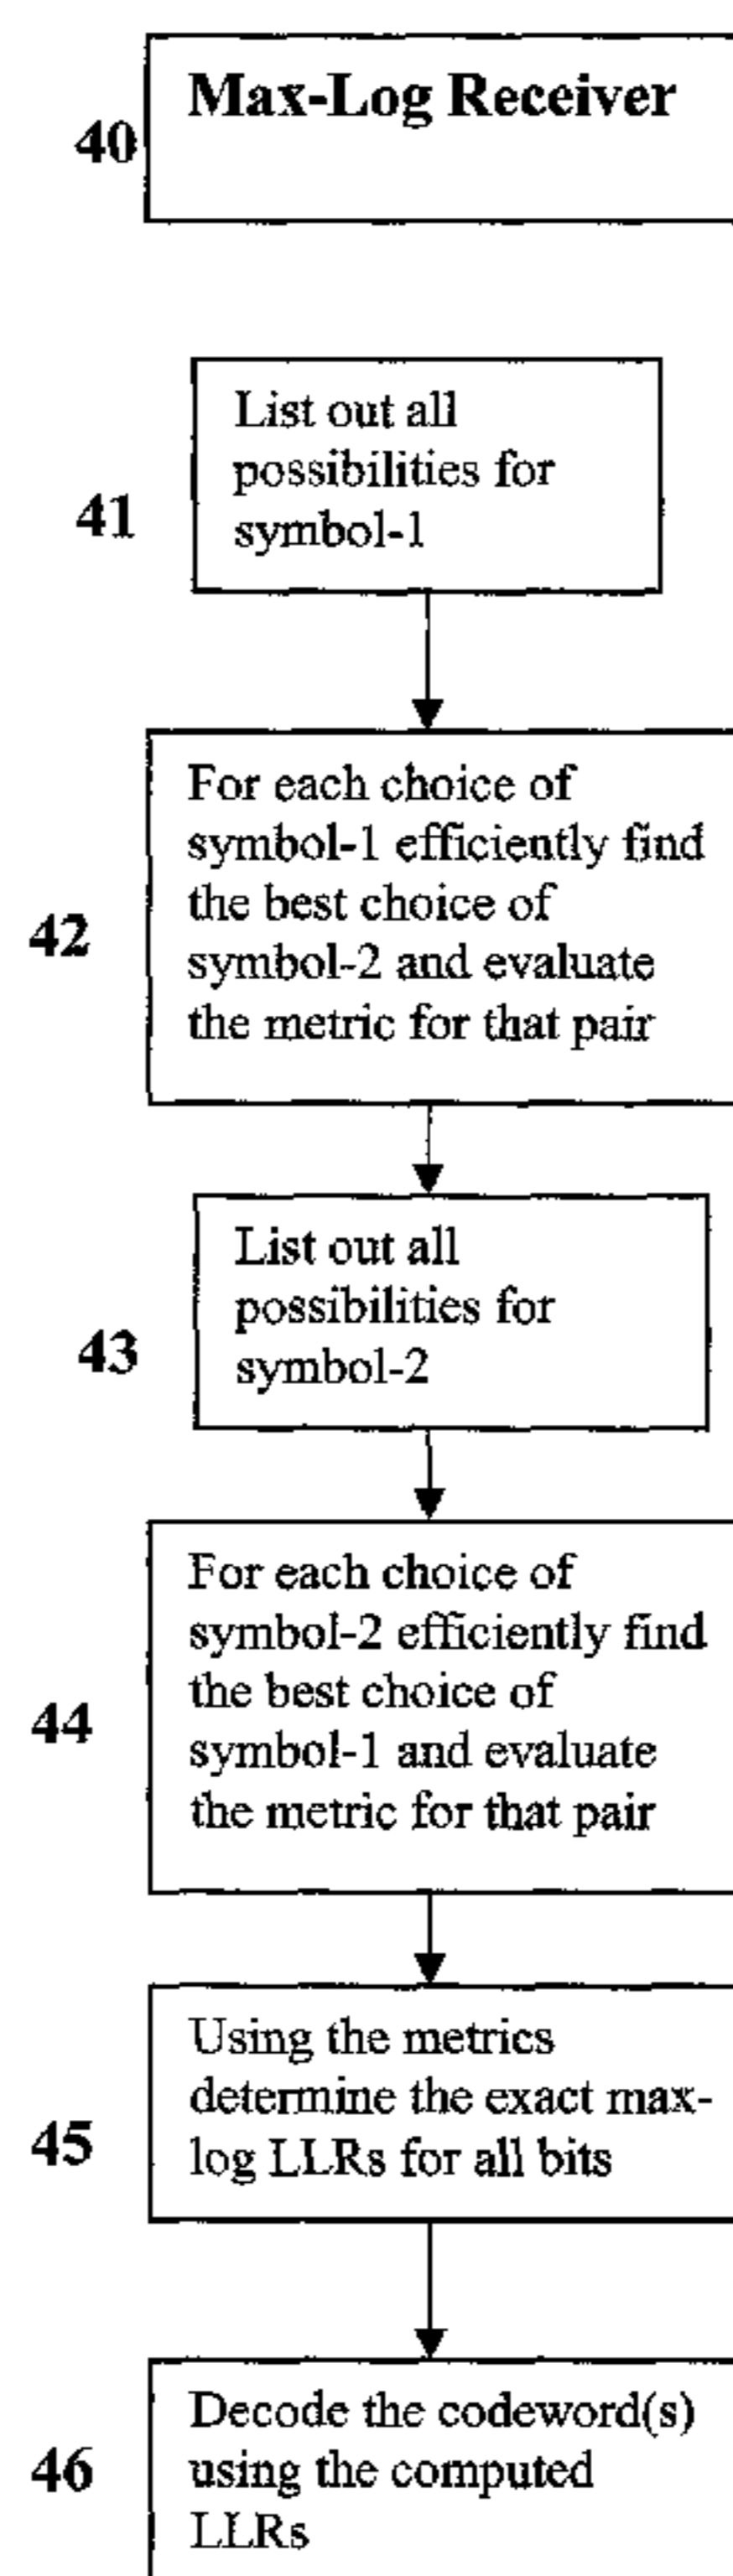 Max-Log Receiver
40
List out all
possibilities for
symbol-1
41
For each choice of
symbol-1 efficiently find
the best choice of
symbol-2 and evaluate
the metric for that pair
42
List out all
possibilities for
symbol-2
43
For each choice of
symbol-2 efficiently find
the best choice of
symbol-1 and evaluate
the metric for that pair
44
Using the metrics
determine the exact max-
log LLRs for all bits
45
Decode the codeword(s)
using the computed
LLRs
46